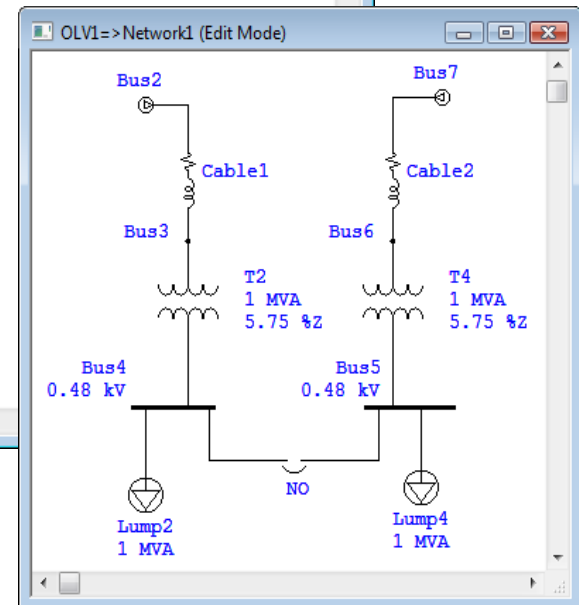 OLV1=>Network1 (Edit Mode)
Bus2
Bus7
Cable1
Cable2
Bus3
Bus6
T2
1 MVA
5.75 %Z
T4
1 MVA
5.75 %Z
Bus4
0.48 kV
Bus5
0.48 kV
NO
Lump2
1 MVA
Lump4
1 MVA